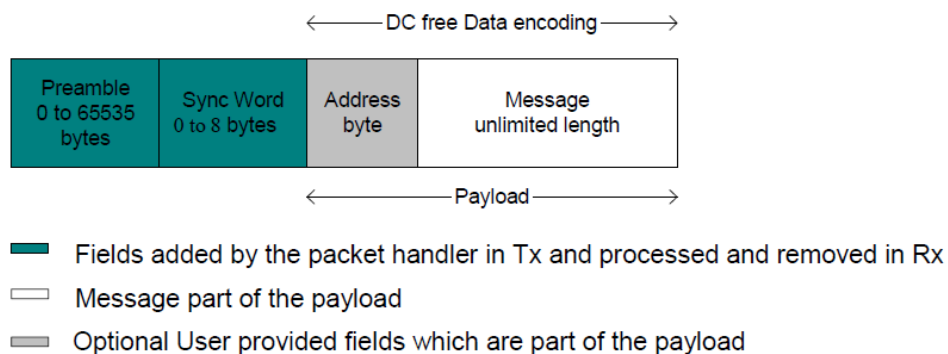 DC free Data encoding
Preamble
0 to 65535
bytes
Sync Word
0 to 8 bytes
Address
byte
Message
unlimited length
Payload
Fields added by the packet handler in Tx and processed and removed in Rx
Message part of the payload
Optional User provided fields which are part of the payload